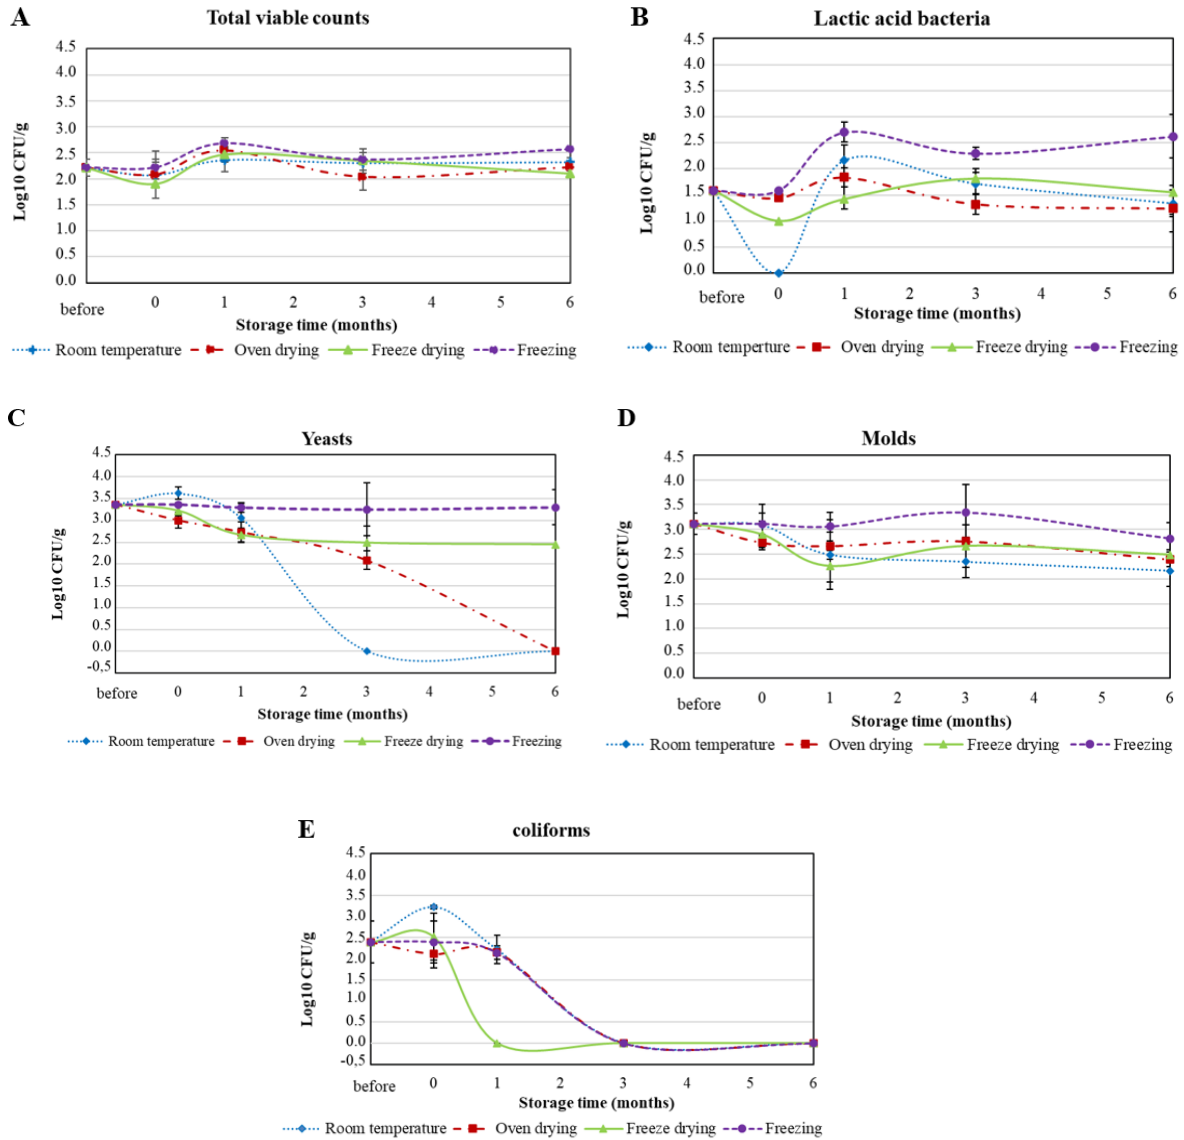 A
Total viable counts
4.5
4.0
3.5
3.0
2.5
2.0
1.5
1.0
0.5
0.0
Log10 CFU/g
before 0 1 2 3 4 5 6
Storage time (months)
Room temperature Oven drying Freeze drying Freezing
B
Lactic acid bacteria
4.5
4.0
3.5
3.0
2.5
2.0
1.5
1.0
0.5
0.0
Log10 CFU/g
before 0 1 2 3 4 5 6
Storage time (months)
Room temperture Oven drying Freeze drying Freezing
C
Yeasts
4.5
4.0
3.5
3.0
2.5
2.0
1.5
1.0
0.5
0.0
-0,5
Log10 CFU/g
before 0 1 2 3 4 5 6
Storage time (months)
Room temperature Oven drying Freeze drying Freezing
D
Molds
4.5
4.0
3.5
3.0
2.5
2.0
1.5
1.0
0.5
0.0
Log10 CFU/g
before 0 1 2 3 4 5 6
Storage time (months)
Room temperature Oven drying Freeze drying Freezing
E
coliforms
4.5
4.0
3.5
3.0
2.5
2.0
1.5
1.0
0.5
0.0
-0,5
Log10 CFU/g
before 0 1 2 3 4 5 6
Storage time (months)
Room temperature Oven drying Freeze drying Freezing